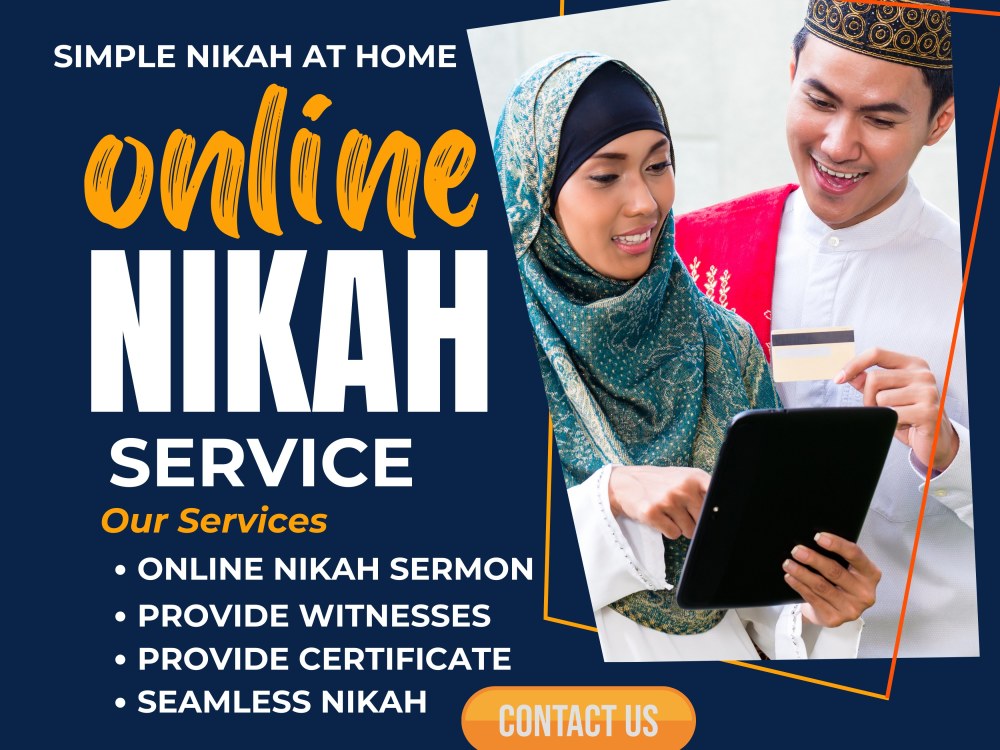 SIMPLE NIKAH AT HOME
online
NIKAH
SERVICE
Our Services
• ONLINE NIKAH SERMON
• PROVIDE WITNESSES
• PROVIDE CERTIFICATE
• SEAMLESS NIKAH
CONTACT US